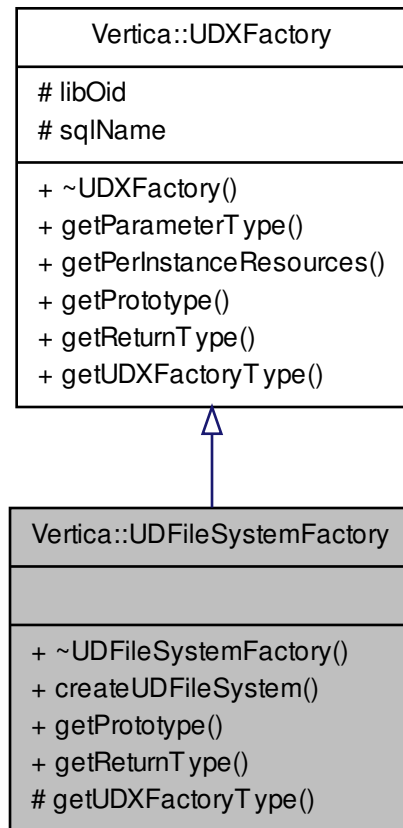 Vertica::UDXFactory
# libOid
# sqlName
+ ~UDXFactory()
+ getParameterType()
+ getPerInstanceResources()
+ getPrototype()
+ getReturnType()
+ getUDXFactoryType()
Vertica::UDFileSystemFactory
+ ~UDFileSystemFactory()
+ createUDFileSystem()
+ getPrototype()
+ getReturnType()
# getUDXFactoryType()